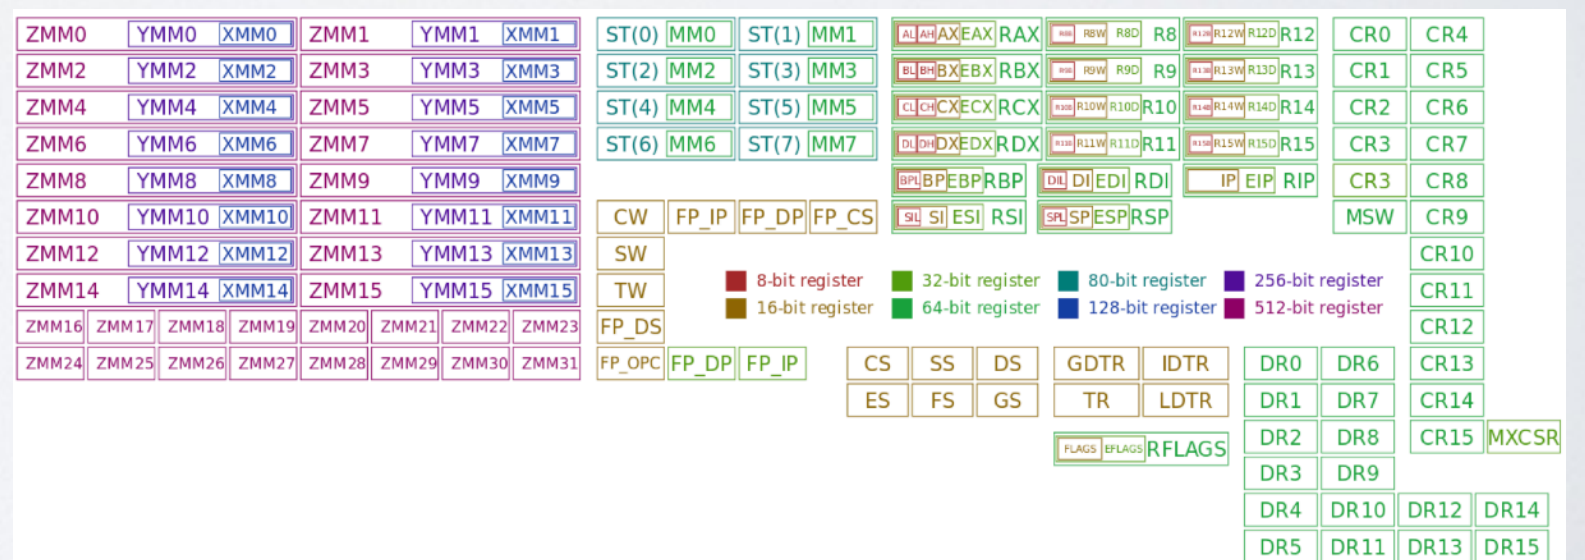 ZMM0 YMM0 XMM0 ZMM1 YMM1 XMM1 ST(0) MM0 ST(1) MM1 AL AH AX EAX RAX R8B R8W R8D R8 R12B R12W R12D R12 CR0 CR4
ZMM2 YMM2 XMM2 ZMM3 YMM3 XMM3 ST(2) MM2 ST(3) MM3 BL BH BX EBX RBX R9B R9W R9D R9 R13B R13W R13D R13 CR1 CR5
ZMM4 YMM4 XMM4 ZMM5 YMM5 XMM5 ST(4) MM4 ST(5) MM5 CL CH CX ECX RCX R10B R10W R10D R10 R14B R14W R14D R14 CR2 CR6
ZMM6 YMM6 XMM6 ZMM7 YMM7 XMM7 ST(6) MM6 ST(7) MM7 DL DH DX EDX RDX R11B R11W R11D R11 R15B R15W R15D R15 CR3 CR7
ZMM8 YMM8 XMM8 ZMM9 YMM9 XMM9 BPL BP EBP RBP DIL DI EDI RDI IP EIP RIP CR3 CR8
ZMM10 YMM10 XMM10 ZMM11 YMM11 XMM11 CW FP_IP FP_DP FP_CS SIL SI ESI RSI SPL SP ESP RSP MSW CR9
ZMM12 YMM12 XMM12 ZMM13 YMM13 XMM13 SW CR10
8-bit register 32-bit register 80-bit register 256-bit register
ZMM14 YMM14 XMM14 ZMM15 YMM15 XMM15 TW CR11
16-bit register 64-bit register 128-bit register 512-bit register
ZMM16 ZMM17 ZMM18 ZMM19 ZMM20 ZMM21 ZMM22 ZMM23 FP_DS CR12
ZMM24 ZMM25 ZMM26 ZMM27 ZMM28 ZMM29 ZMM30 ZMM31 FP_OPC FP_DP FP_IP CS SS DS GDTR IDTR DR0 DR6 CR13
ES FS GS TR LDTR DR1 DR7 CR14
FLAGS EFLAGS RFLAGS DR2 DR8 CR15 MXCSR
DR3 DR9
DR4 DR10 DR12 DR14
DR5 DR11 DR13 DR15